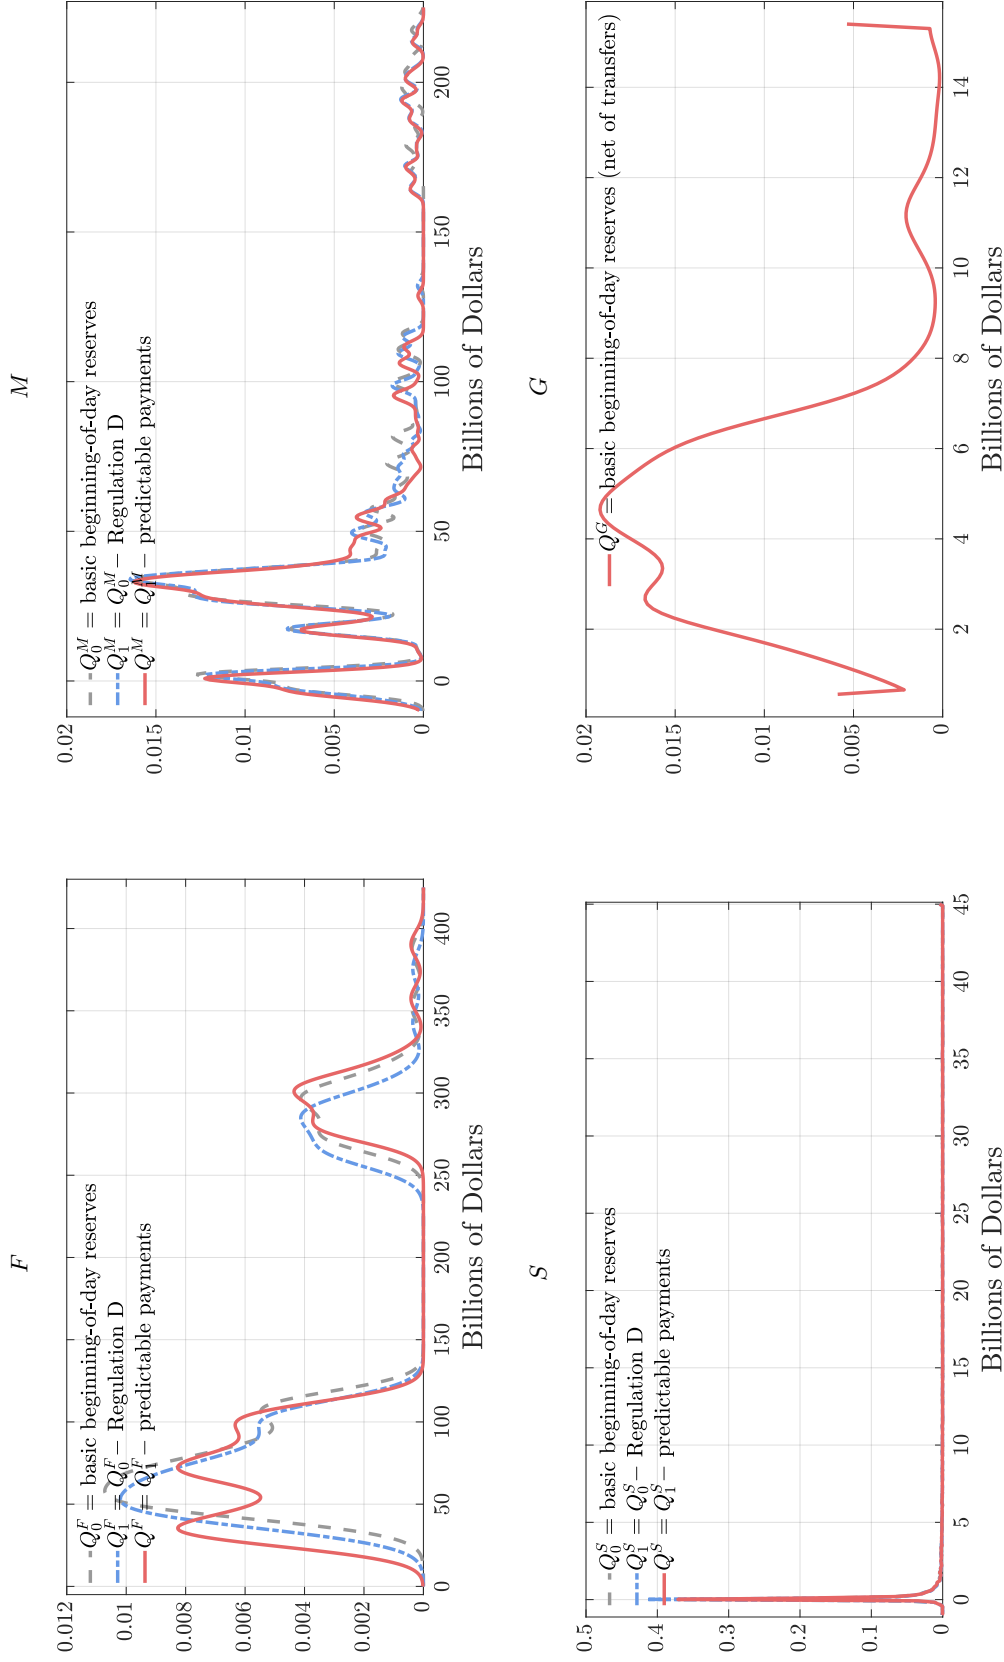 F
0.012
0.01
0.008
0.006
0.004
0.002
0
Q_0^F = basic beginning-of-day reserves
Q_1^F = Q_0^F − Regulation D
Q^F = Q_1^F − predictable payments
0 50 100 150 200 250 300 350 400
Billions of Dollars
M
0.02
0.015
0.01
0.005
0
Q_0^M = basic beginning-of-day reserves
Q_1^M = Q_0^M − Regulation D
Q^M = Q_1^M − predictable payments
0 50 100 150 200
Billions of Dollars
S
0.5
0.4
0.3
0.2
0.1
0
Q_0^S = basic beginning-of-day reserves
Q_1^S = Q_0^S − Regulation D
Q^S = Q_1^S − predictable payments
0 5 10 15 20 25 30 35 40 45
Billions of Dollars
G
0.02
0.015
0.01
0.005
0
Q^G = basic beginning-of-day reserves (net of transfers)
2 4 6 8 10 12 14
Billions of Dollars